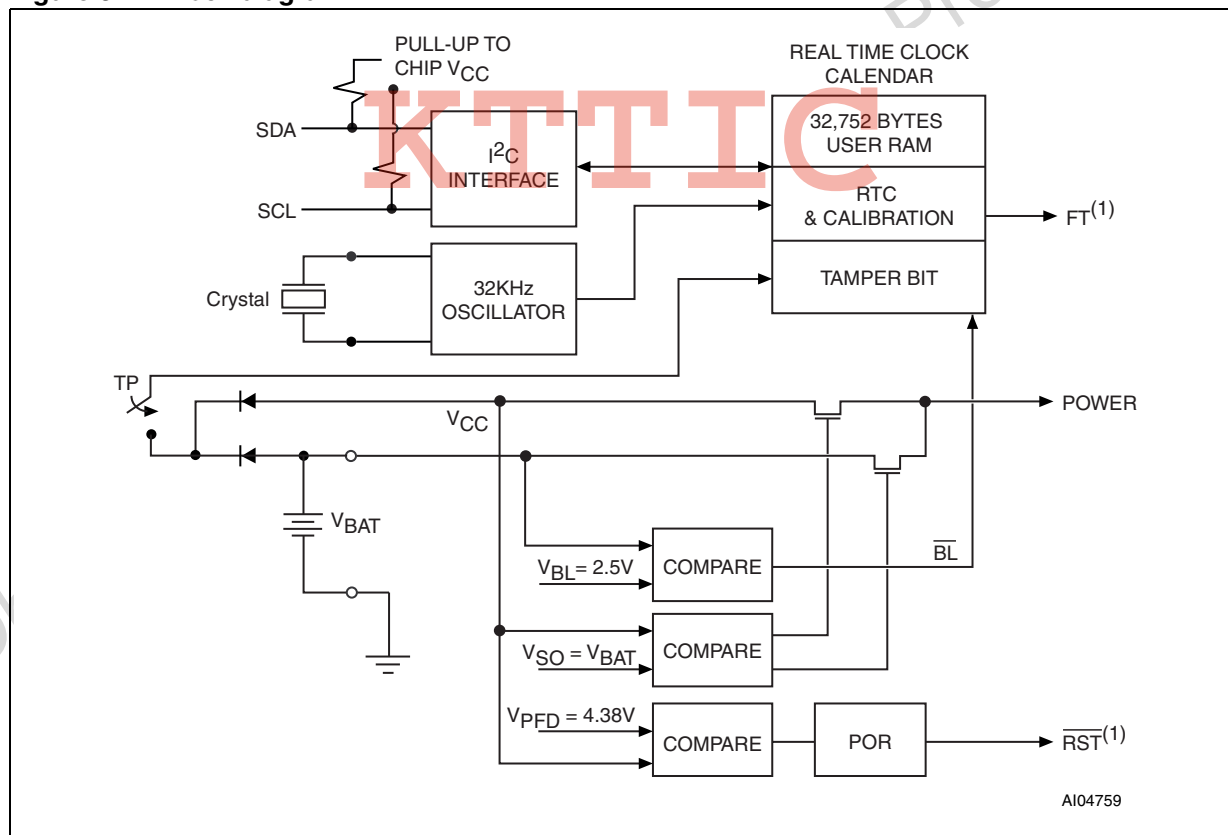 PULL-UP TO
CHIP VCC
REAL TIME CLOCK
CALENDAR
KTTIC
32,752 BYTES
USER RAM
SDA
I2C
INTERFACE
RTC
& CALIBRATION
SCL
FT(1)
TAMPER BIT
32KHz
OSCILLATOR
Crystal
TP
VCC
POWER
VBAT
VBL= 2.5V
COMPARE
BL
VSO = VBAT
COMPARE
VPFD = 4.38V
COMPARE
POR
RST(1)
AI04759